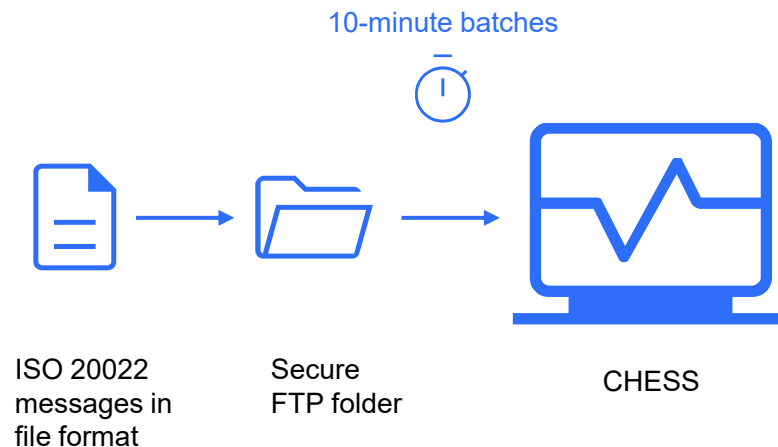 10-minute batches
ISO 20022
messages in
file format
Secure
FTP folder
CHESS